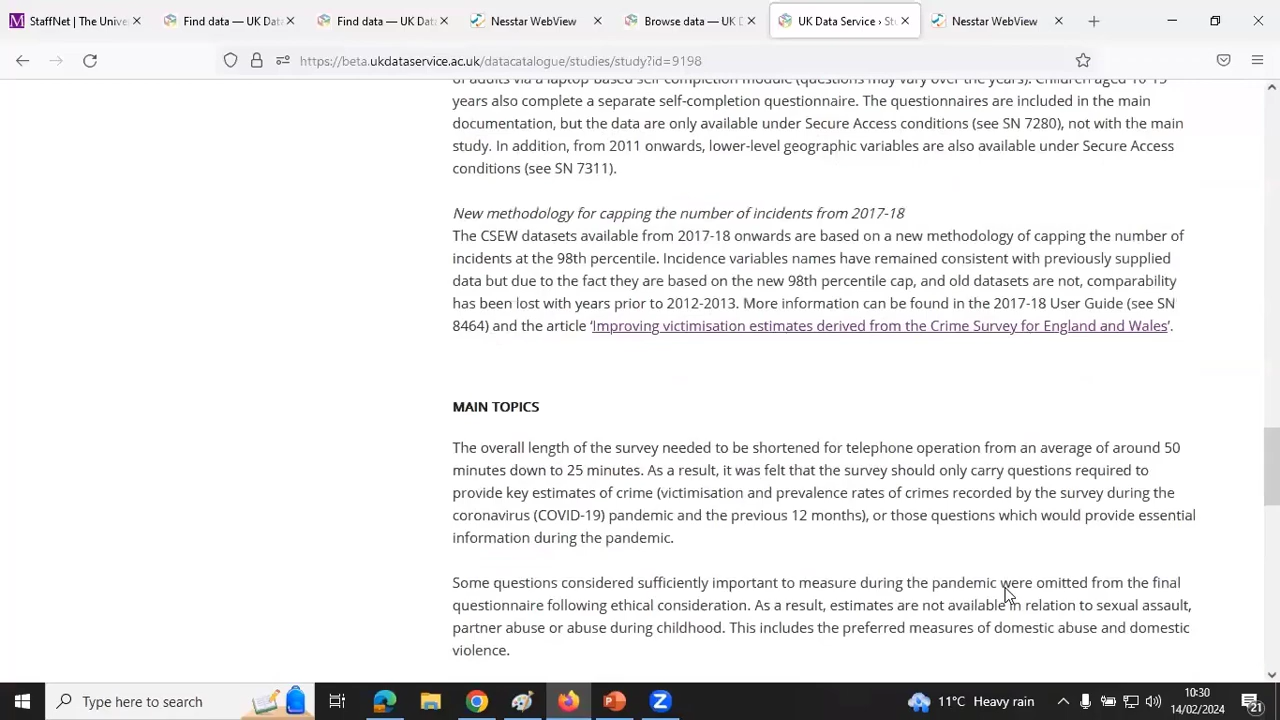 StaffNet | The Unive
Find data — UK Data
Find data — UK Data
Nesstar WebView
Browse data — UK D
UK Data Service › Stu
Nesstar WebView
https://beta.ukdataservice.ac.uk/datacatalogue/studies/study?id=9198
of adults via a laptop based self completion module (questions may vary over the years). Children aged 10-15
years also complete a separate self-completion questionnaire. The questionnaires are included in the main
documentation, but the data are only available under Secure Access conditions (see SN 7280), not with the main
study. In addition, from 2011 onwards, lower-level geographic variables are also available under Secure Access
conditions (see SN 7311).
New methodology for capping the number of incidents from 2017-18
The CSEW datasets available from 2017-18 onwards are based on a new methodology of capping the number of
incidents at the 98th percentile. Incidence variables names have remained consistent with previously supplied
data but due to the fact they are based on the new 98th percentile cap, and old datasets are not, comparability
has been lost with years prior to 2012-2013. More information can be found in the 2017-18 User Guide (see SN
8464) and the article ‘Improving victimisation estimates derived from the Crime Survey for England and Wales’.
MAIN TOPICS
The overall length of the survey needed to be shortened for telephone operation from an average of around 50
minutes down to 25 minutes. As a result, it was felt that the survey should only carry questions required to
provide key estimates of crime (victimisation and prevalence rates of crimes recorded by the survey during the
coronavirus (COVID-19) pandemic and the previous 12 months), or those questions which would provide essential
information during the pandemic.
Some questions considered sufficiently important to measure during the pandemic were omitted from the final
questionnaire following ethical consideration. As a result, estimates are not available in relation to sexual assault,
partner abuse or abuse during childhood. This includes the preferred measures of domestic abuse and domestic
violence.
Type here to search
11°C Heavy rain
10:30
14/02/2024
21